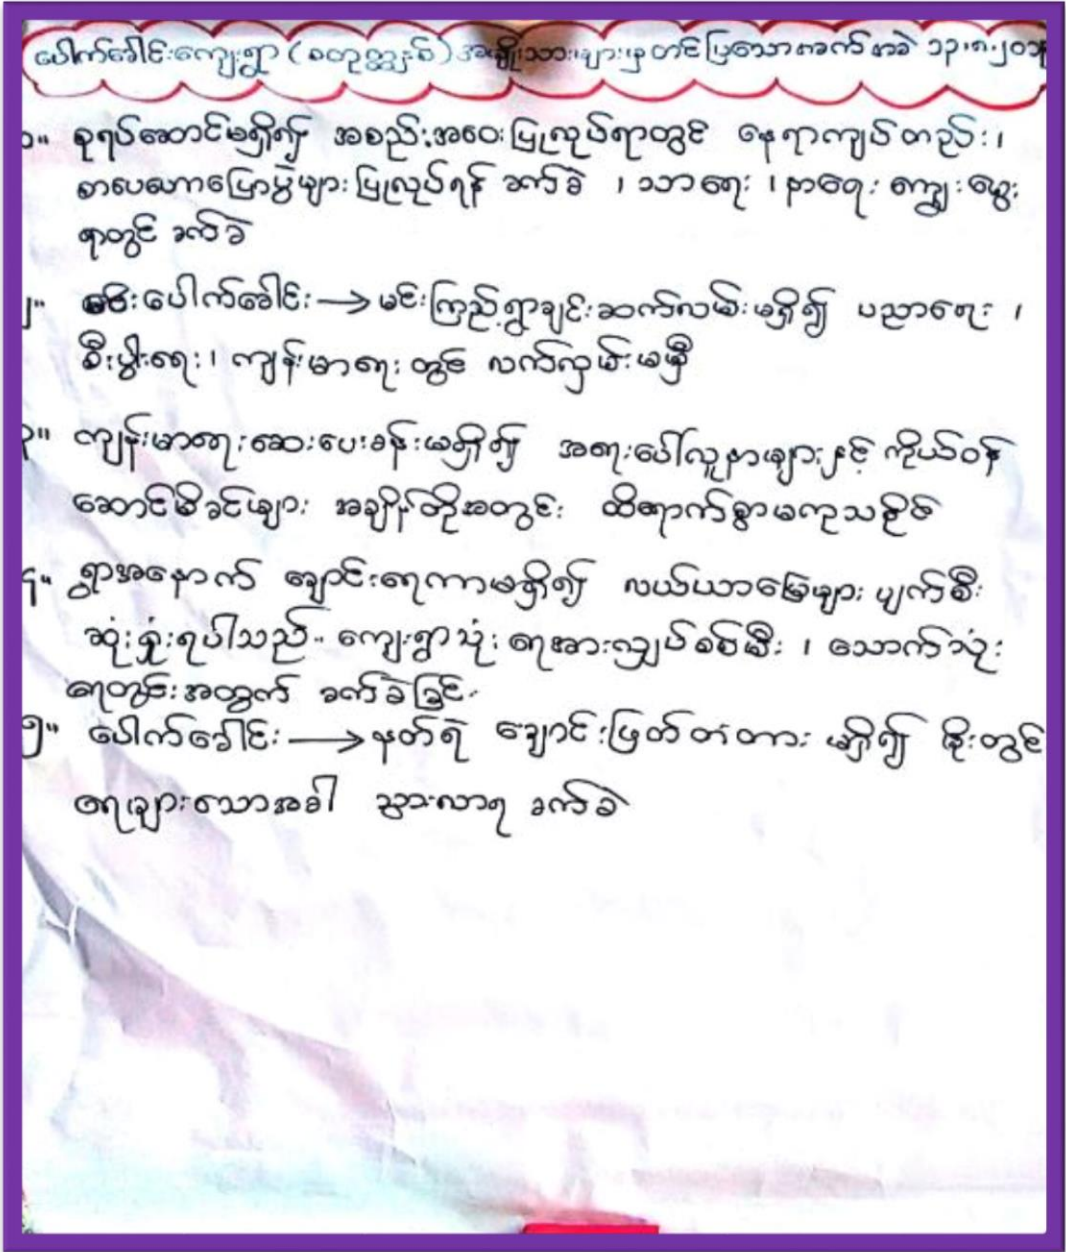 ပေါက်ခေါင်းကျေးရွာ ( စတုတ္ထနှစ် ) အမျိုးသားများမှ တင်ပြသော အခက်အခဲ ၁၃.၈.၂၀၁
၁။ စုရပ်ဆောင်မရှိ၍ အစည်းအဝေးပြုလုပ်ရာတွင် နေရာကျပ်တည်း ၊
စာပေဟောပြောပွဲများ ပြုလုပ်ရန် ခက်ခဲ ၊ သာရေး ၊ နာရေး ကျွေးမွေး
ရာတွင် ခက်ခဲ
၂။ ပေါက်ခေါင်း → မင်းကြည့်ရွာချင်းဆက်လမ်းမရှိ၍ ပညာရေး ၊
စီးပွါးရေး ၊ ကျန်းမာရေး တွင် လက်လှမ်းမမှီ
၃။ ကျန်းမာရေးဆေးပေးခန်းမရှိ၍ အရေးပေါ်လူနာများနှင့် ကိုယ်ဝန်
ဆောင်မိခင်များ အချိန်တိုအတွင်း ထိရောက်စွာမကုသနိုင်
၄။ ရွာအနောက် ချောင်းရေကာမရှိ၍ လယ်ယာမြေများ ပျက်စီး
ဆုံးရှုံးရပါသည်။ ကျေးရွာသုံး ရေအားလျှပ်စစ်မီး ၊ သောက်သုံး
ရေတွင်းအတွက် ခက်ခဲခြင်း
၅။ ပေါက်ခေါင်း → နတ်ရဲ ချောင်းဖြတ်တံတား မရှိ၍ မိုးတွင်
ရေများသောအခါ သွားလာရ ခက်ခဲ